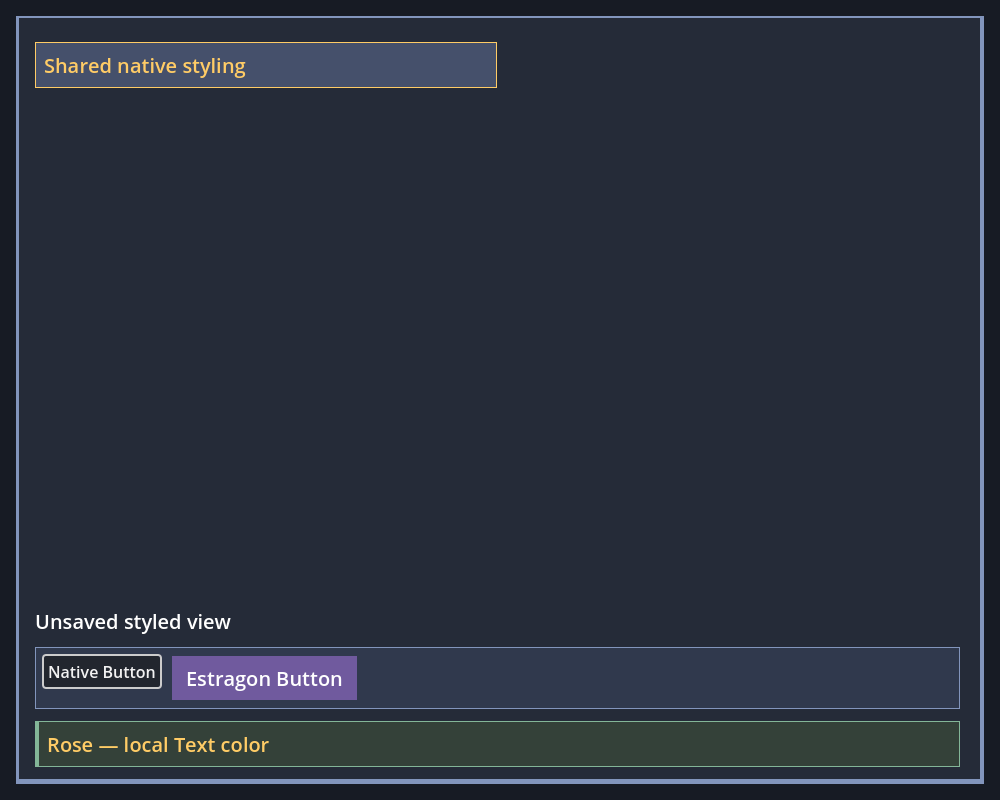 Shared native styling
Unsaved styled view
Native Button
Estragon Button
Rose — local Text color